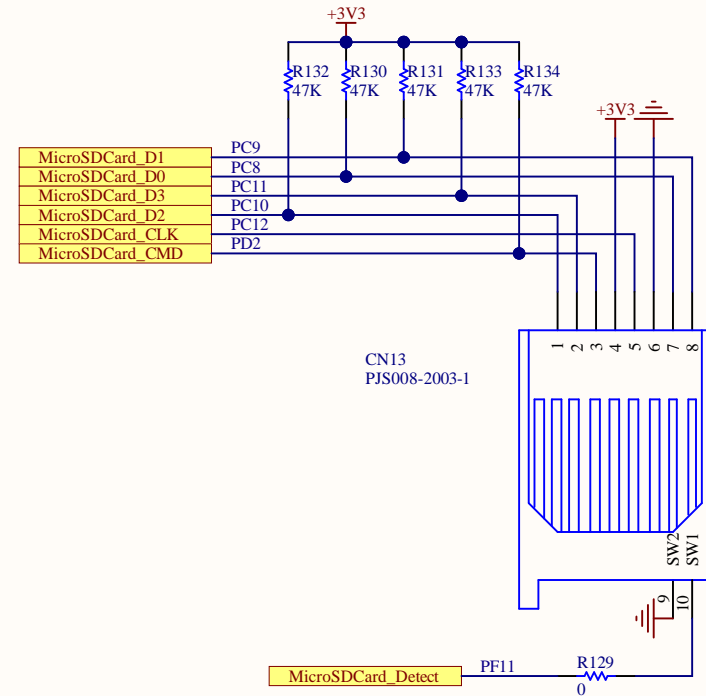 +3V3
R132
47K
R130
47K
R131
47K
R133
47K
R134
47K
+3V3
MicroSDCard_D1
PC9
MicroSDCard_D0
PC8
MicroSDCard_D3
PC11
MicroSDCard_D2
PC10
MicroSDCard_CLK
PC12
MicroSDCard_CMD
PD2
1
2
3
4
5
6
7
8
CN13
PJS008-2003-1
SW2
SW1
9
10
MicroSDCard_Detect
PF11
R129
0